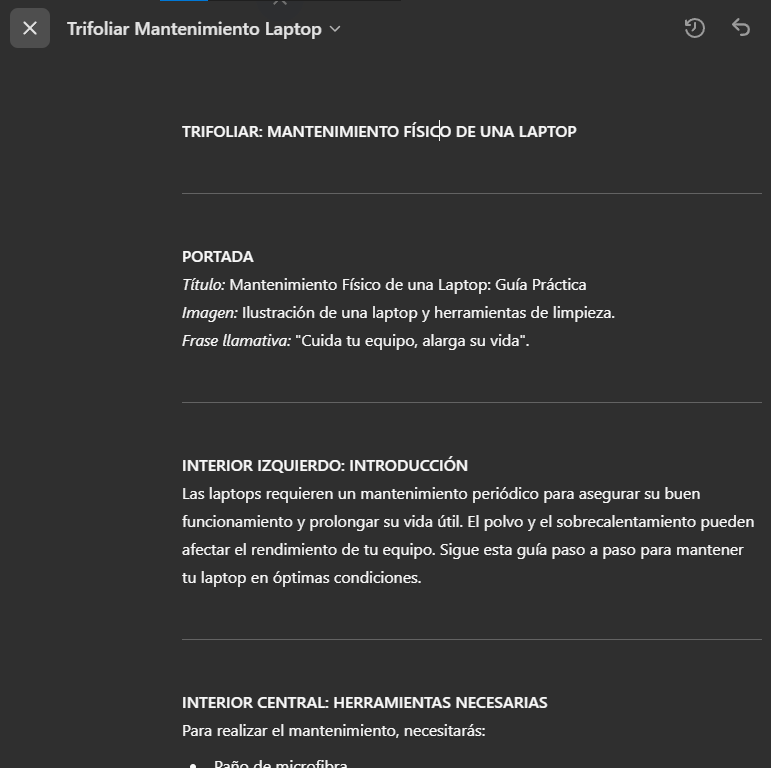 Trifoliar Mantenimiento Laptop
TRIFOLIAR: MANTENIMIENTO FÍSICO DE UNA LAPTOP
PORTADA
Título: Mantenimiento Físico de una Laptop: Guía Práctica
Imagen: Ilustración de una laptop y herramientas de limpieza.
Frase llamativa: "Cuida tu equipo, alarga su vida".
INTERIOR IZQUIERDO: INTRODUCCIÓN
Las laptops requieren un mantenimiento periódico para asegurar su buen
funcionamiento y prolongar su vida útil. El polvo y el sobrecalentamiento pueden
afectar el rendimiento de tu equipo. Sigue esta guía paso a paso para mantener
tu laptop en óptimas condiciones.
INTERIOR CENTRAL: HERRAMIENTAS NECESARIAS
Para realizar el mantenimiento, necesitarás:
• Paño de microfibra